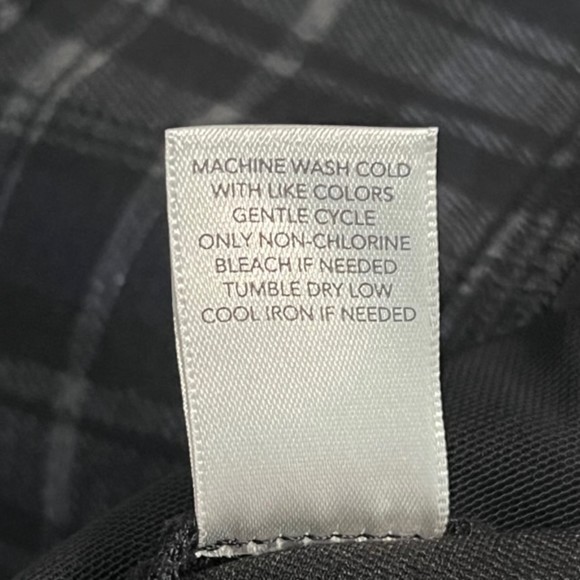 MACHINE WASH COLD
WITH LIKE COLORS
GENTLE CYCLE
ONLY NON-CHLORINE
BLEACH IF NEEDED
TUMBLE DRY LOW
COOL IRON IF NEEDED